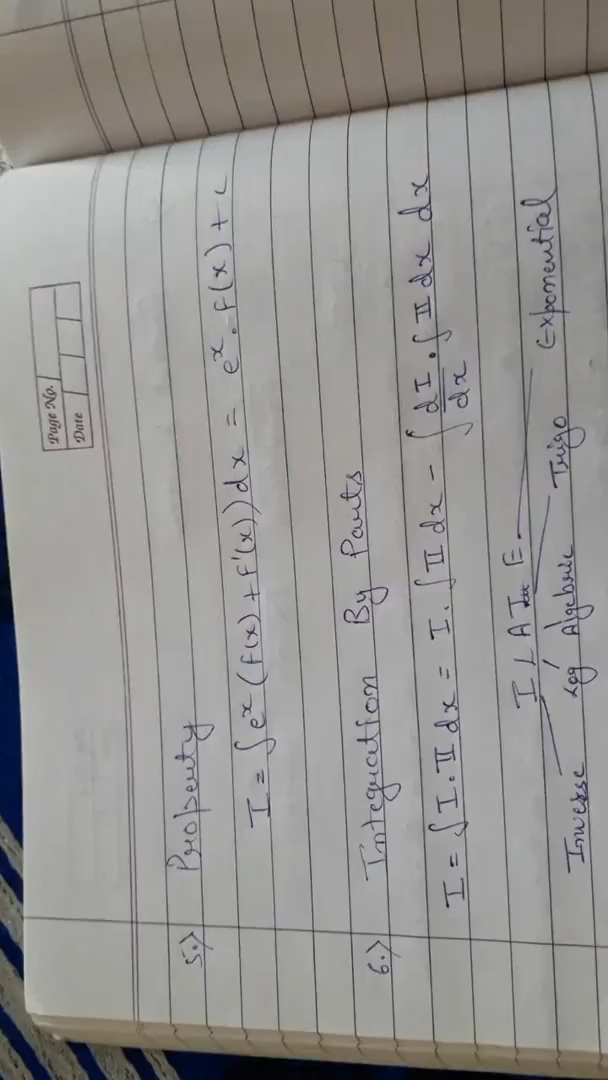 Page No.
Date
5.) Property
I = ∫e^x (f(x) + f'(x)) dx = e^x . f(x) + c
6.) Integration By Parts
I = ∫ I . II dx = I . ∫ II dx - ∫ dI/dx . ∫ II dx dx
I L A T E
Inverse Log Algebric Trigo Exponential